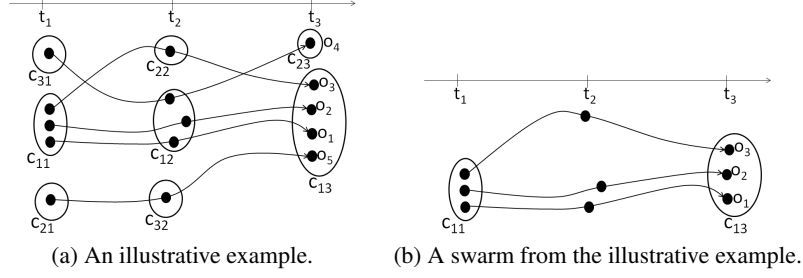 t1 t2 t3
c31
c22
c23
o4
o3
o2
o1
o5
c11
c12
c13
c21
c32
(a) An illustrative example.
t1 t2 t3
o3
o2
o1
c11
c13
(b) A swarm from the illustrative example.